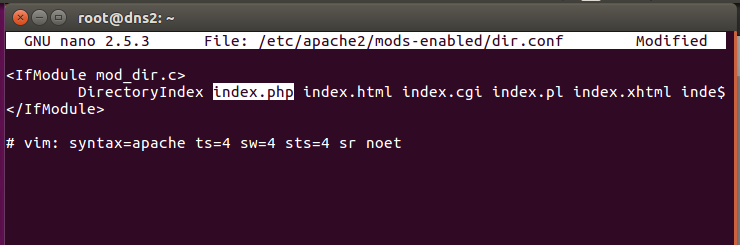 root@dns2: ~
GNU nano 2.5.3 File: /etc/apache2/mods-enabled/dir.conf Modified
<IfModule mod_dir.c>
DirectoryIndex index.php index.html index.cgi index.pl index.xhtml inde$
</IfModule>
# vim: syntax=apache ts=4 sw=4 sts=4 sr noet